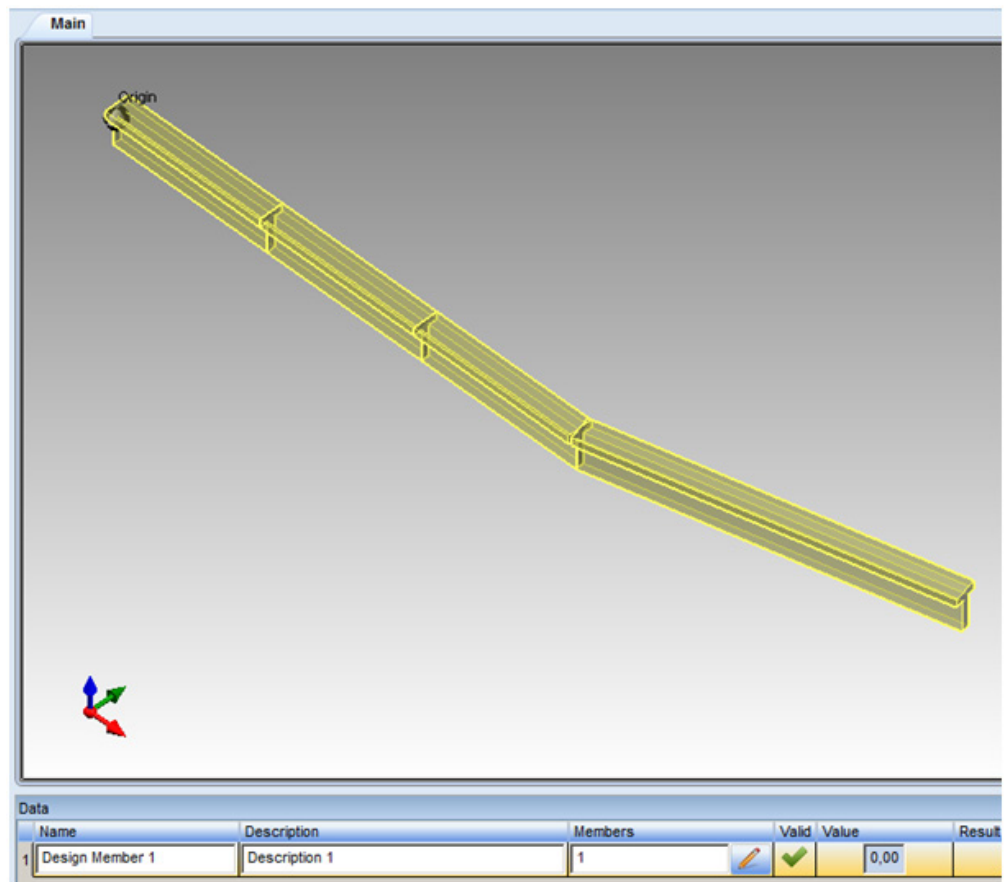 Main
Origin
Data
Name Description Members Valid Value Result
1 Design Member 1 Description 1 1 0,00